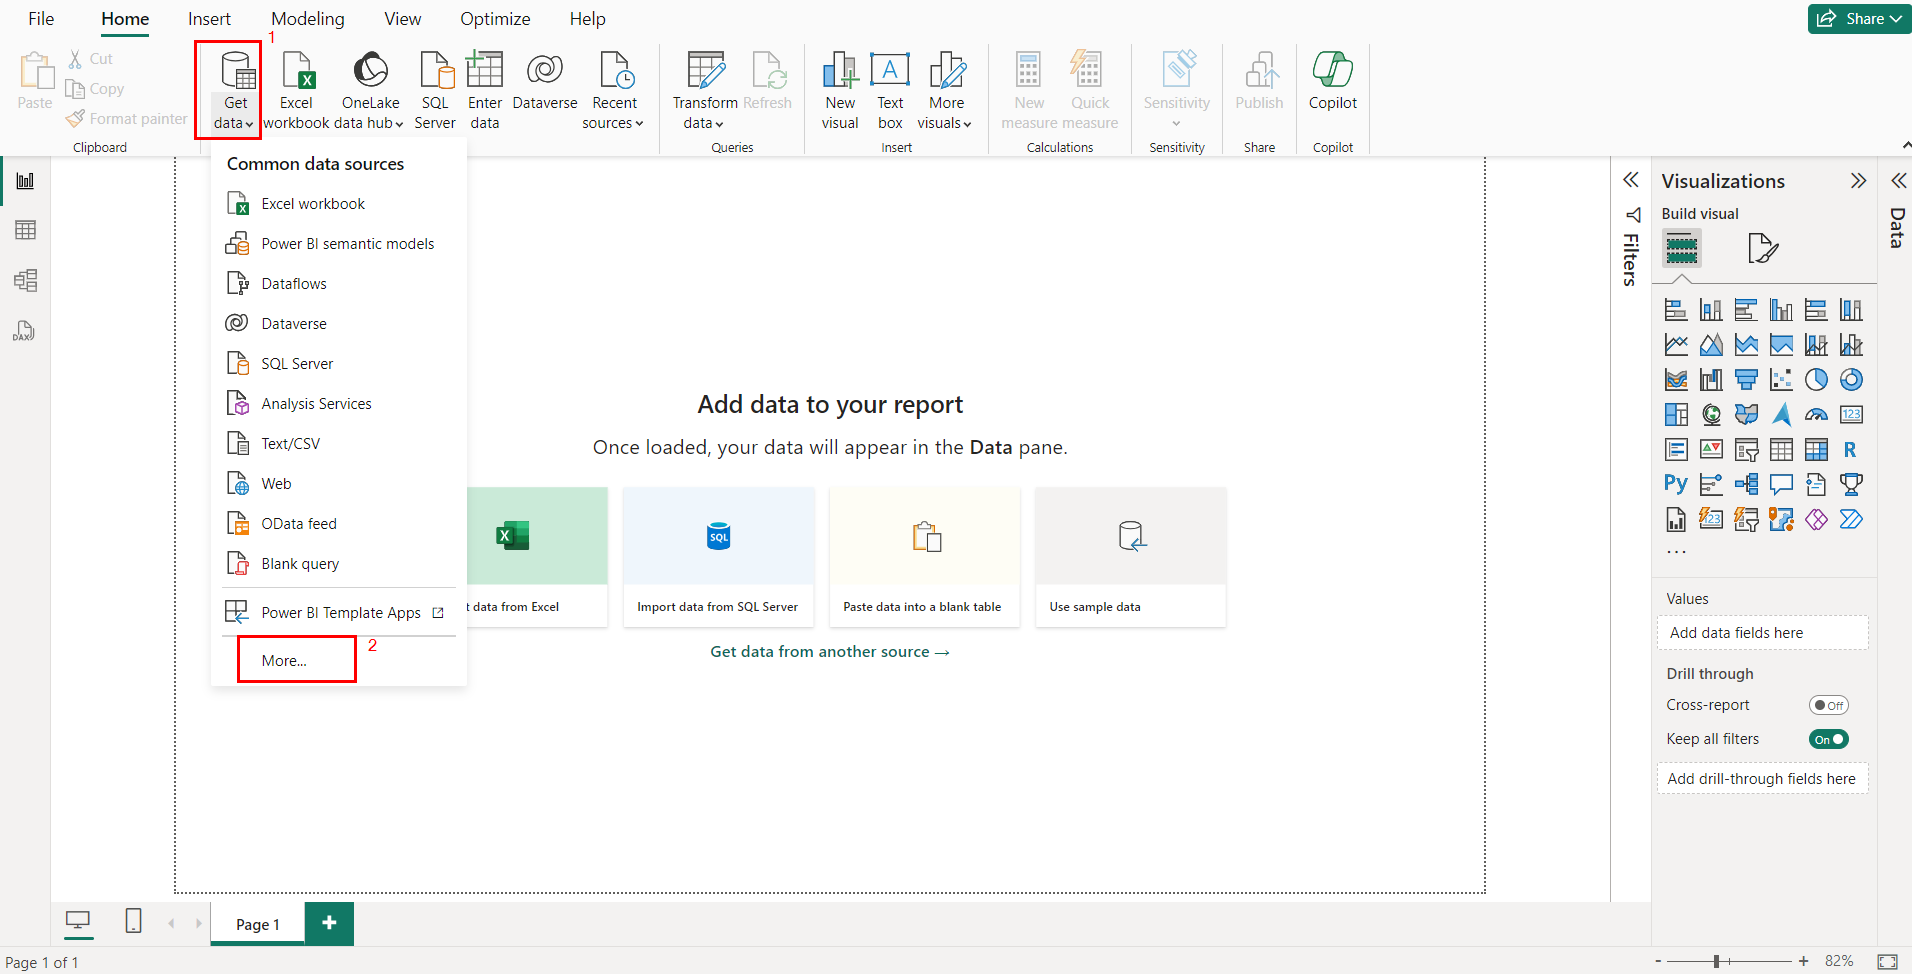 File Home Insert Modeling View Optimize Help
Share
1
Paste
Cut
Copy
Format painter
Clipboard
Get data
Excel workbook
OneLake data hub
SQL Server
Enter data
Dataverse
Recent sources
Transform data
Refresh
Queries
New visual
Text box
More visuals
Insert
New measure
Quick measure
Calculations
Sensitivity
Sensitivity
Publish
Share
Copilot
Copilot
DAX
Common data sources
Excel workbook
Power BI semantic models
Dataflows
Dataverse
SQL Server
Analysis Services
Text/CSV
Web
OData feed
Blank query
Power BI Template Apps
More...
2
Add data to your report
Once loaded, your data will appear in the Data pane.
t data from Excel
SQL
Import data from SQL Server
Paste data into a blank table
Use sample data
Get data from another source →
Filters
Visualizations
Build visual
123
R
Py
123
...
Values
Add data fields here
Drill through
Cross-report
Off
Keep all filters
On
Add drill-through fields here
Data
Page 1
+
Page 1 of 1
- + 82%